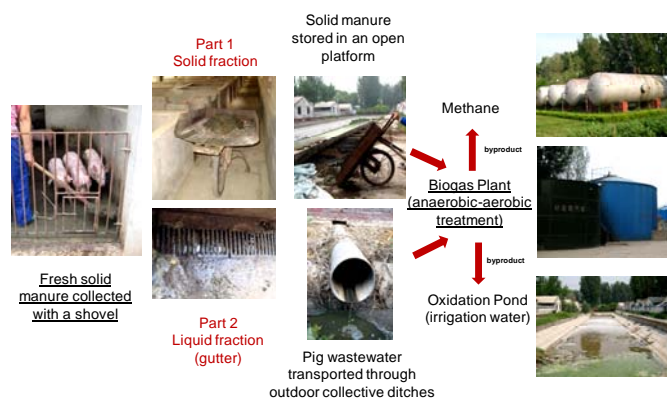 Fresh solid
manure collected
with a shovel
Part 1
Solid fraction
Part 2
Liquid fraction
(gutter)
Solid manure
stored in an open
platform
Pig wastewater
transported through
outdoor collective ditches
Methane
byproduct
Biogas Plant
(anaerobic-aerobic
treatment)
byproduct
Oxidation Pond
(irrigation water)